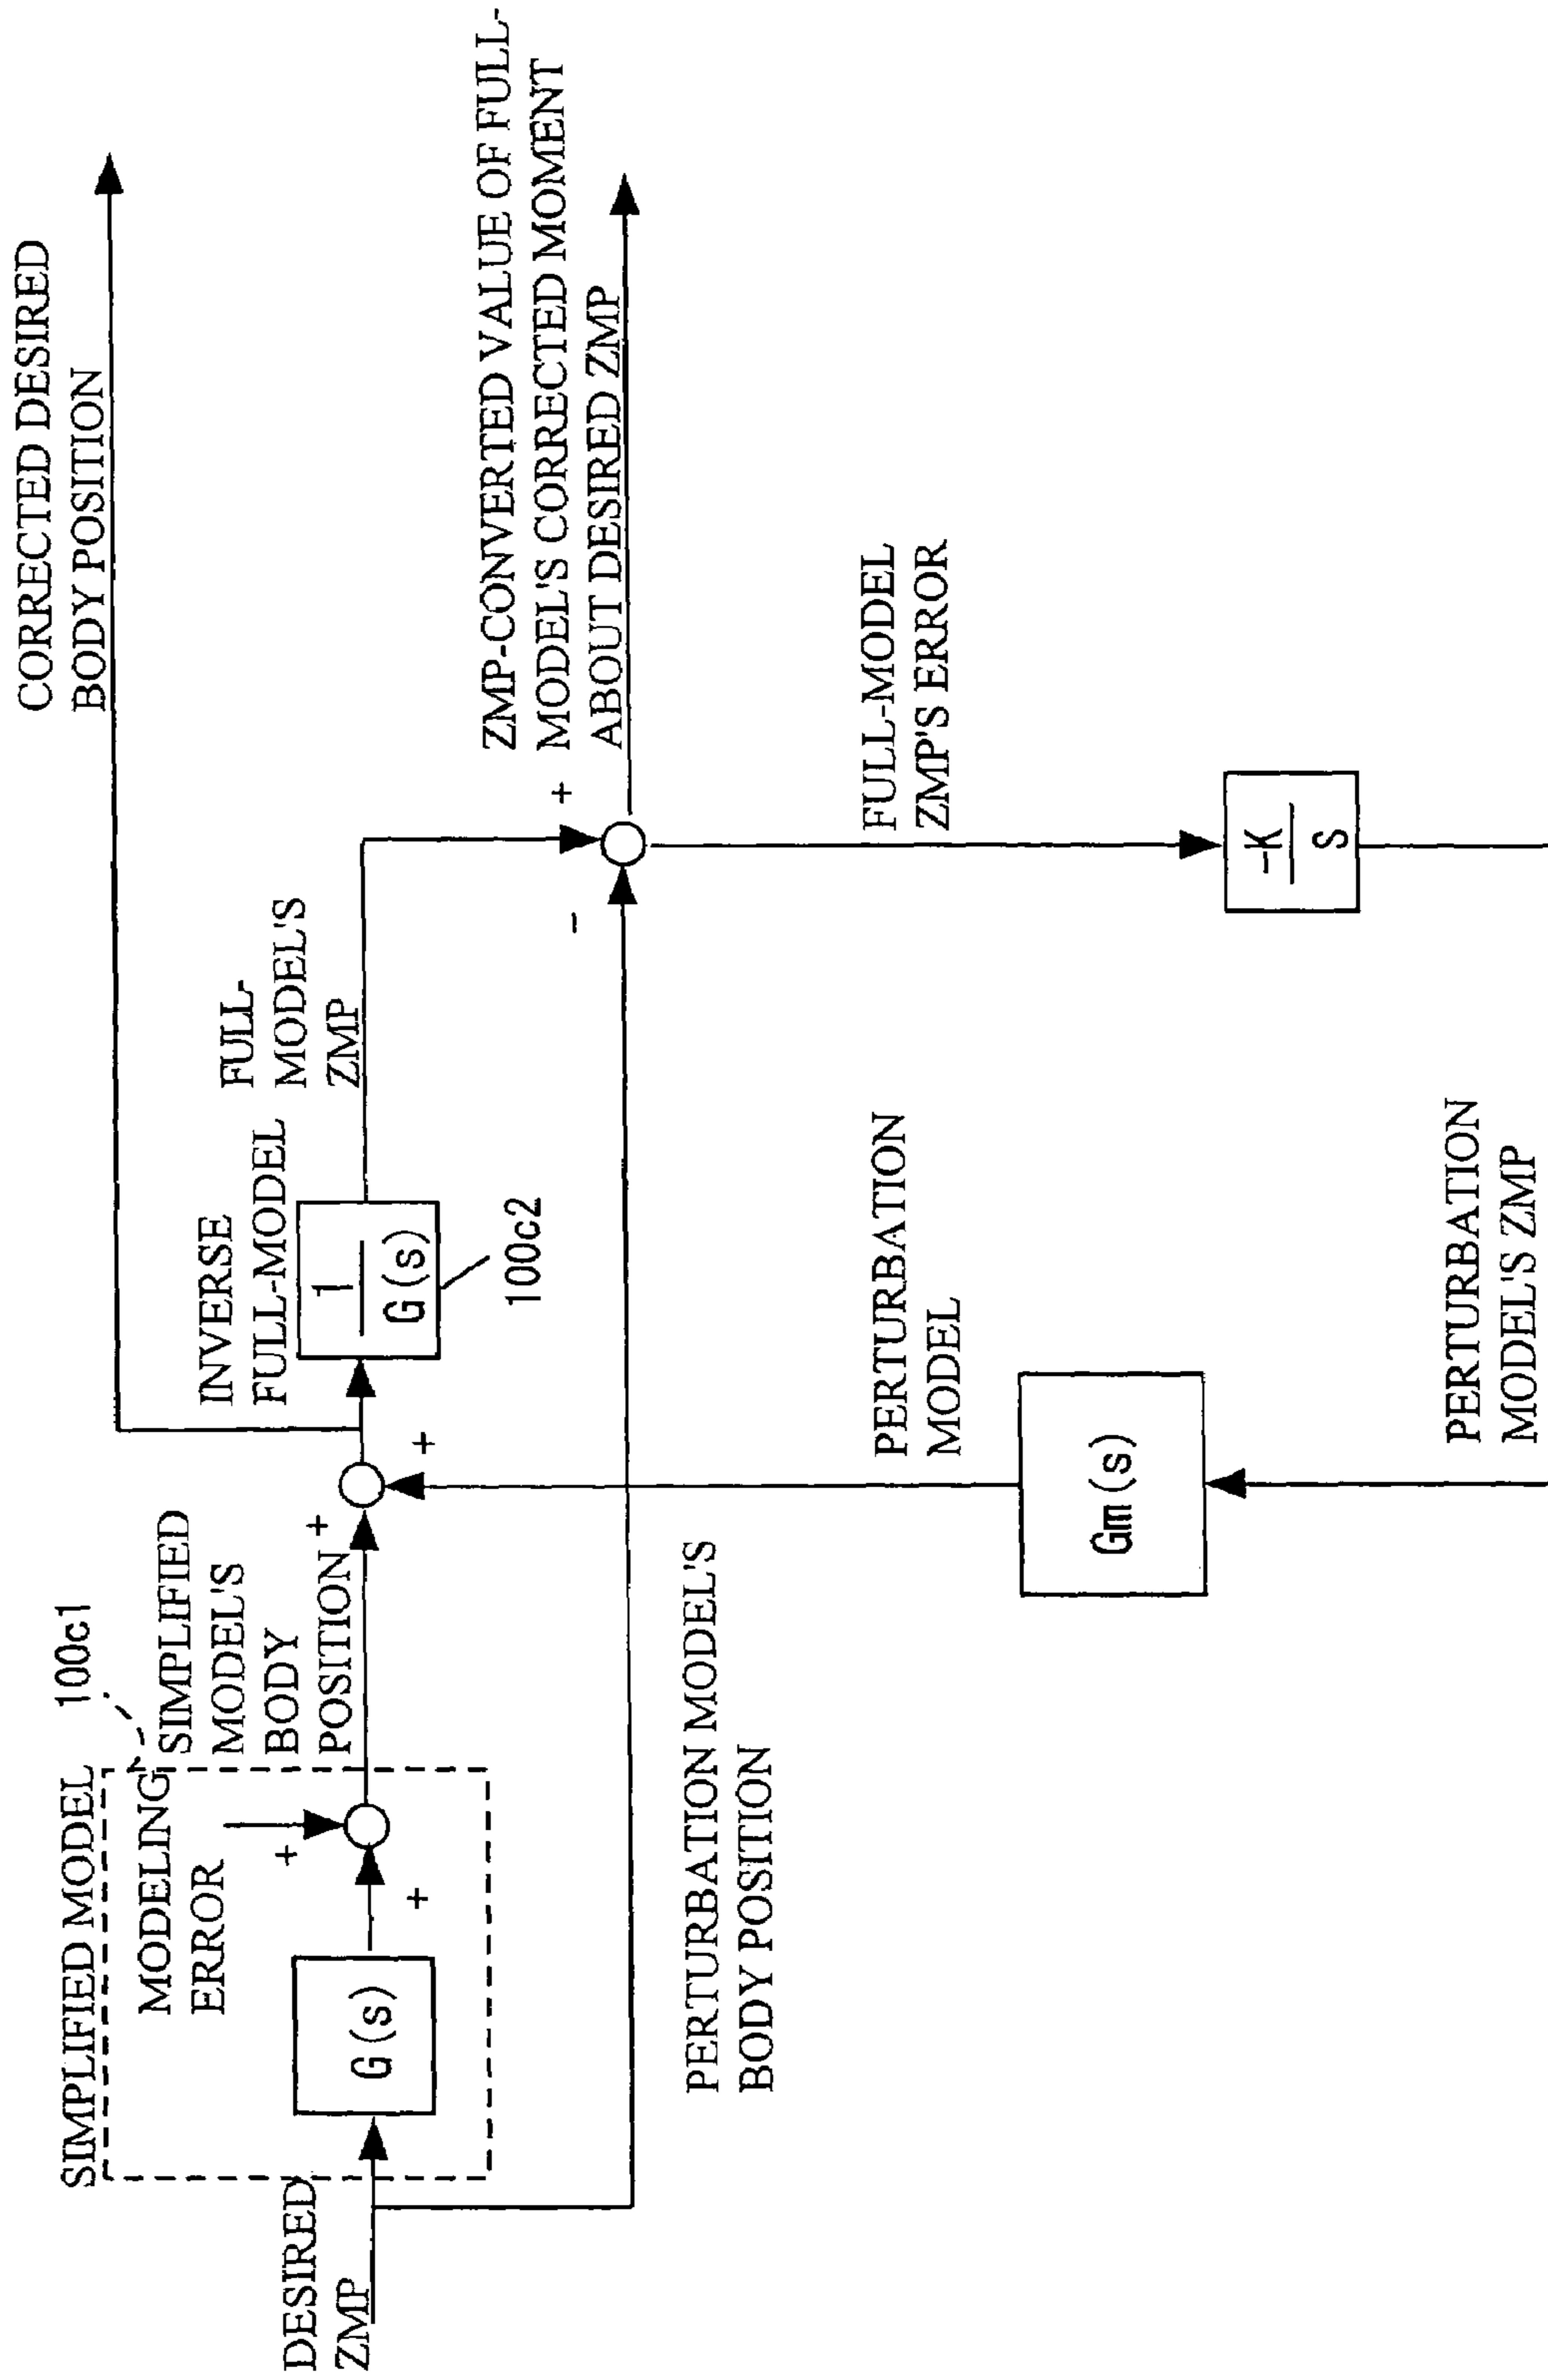 CORRECTED DESIRED
BODY POSITION
ZMP-CONVERTED VALUE OF FULL-
MODEL'S CORRECTED MOMENT
ABOUT DESIRED ZMP
SIMPLIFIED MODEL
100c1
MODELING
ERROR
+
+
G(s)
DESIRED
ZMP
SIMPLIFIED
MODEL'S
BODY
POSITION
+
+
INVERSE
FULL-MODEL
1
G(s)
100c2
FULL-
MODEL'S
ZMP
+
-
FULL-MODEL
ZMP'S ERROR
-K
S
PERTURBATION MODEL'S
BODY POSITION
PERTURBATION
MODEL
Gm(s)
PERTURBATION
MODEL'S ZMP